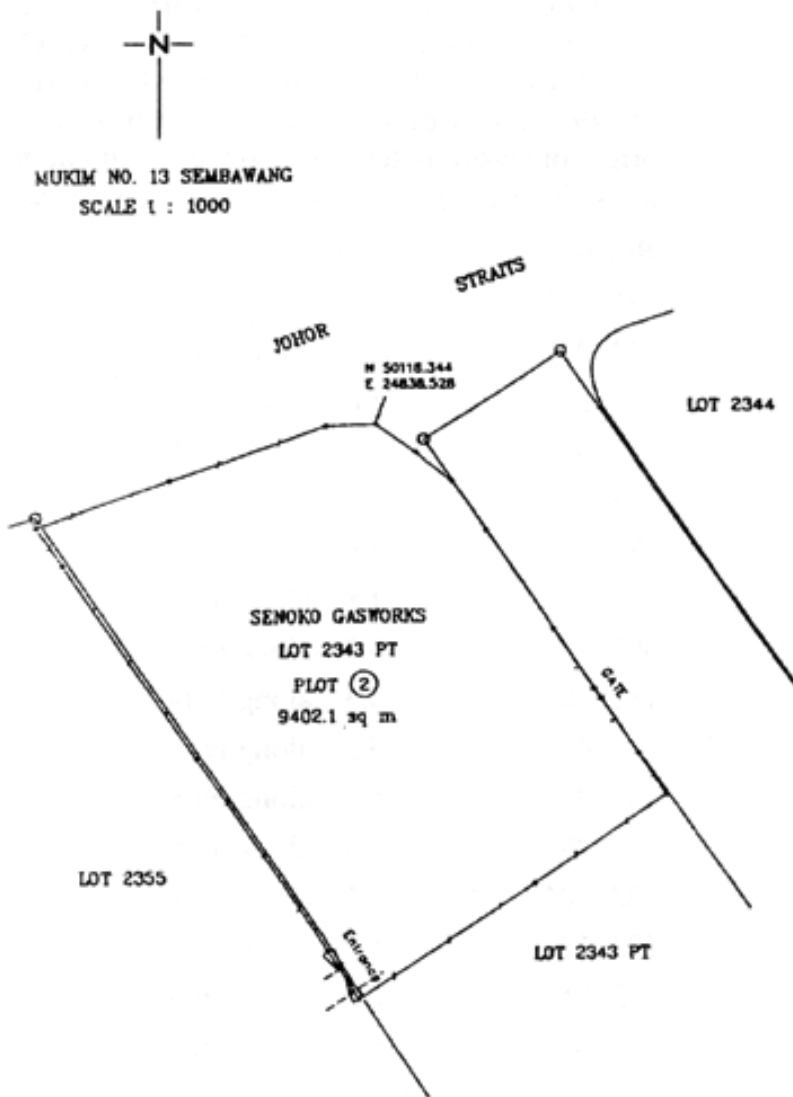 N
MUKIM NO. 13 SEMBAWANG
SCALE 1 : 1000
JOHOR STRAITS
N 50116.344
E 24838.528
LOT 2344
SENOKO GASWORKS
LOT 2343 PT
PLOT 2
9402.1 sq m
GATE
LOT 2355
Entrance
LOT 2343 PT